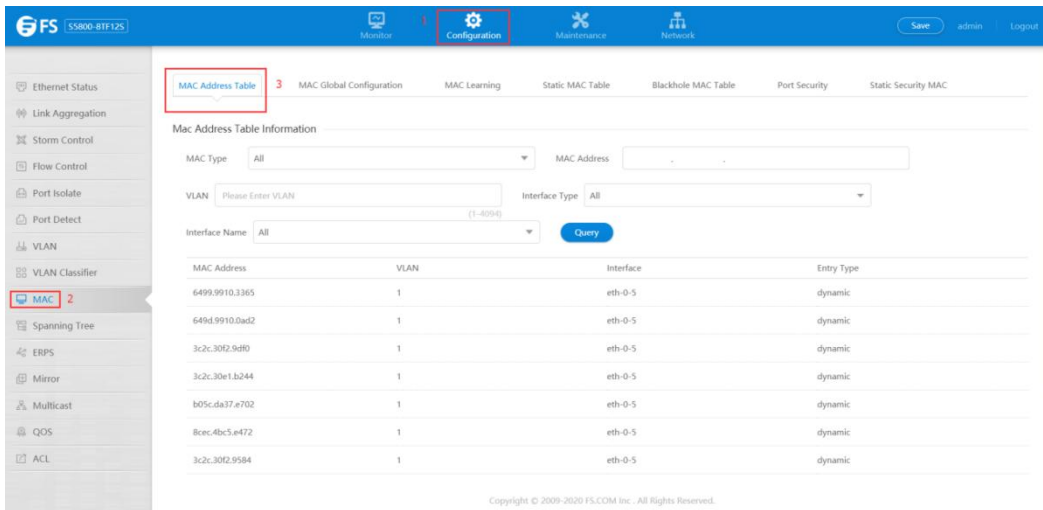 FS S5800-8TF12S
Monitor
1
Configuration
Maintenance
Network
Save
admin
Logout
Ethernet Status
Link Aggregation
Storm Control
Flow Control
Port Isolate
Port Detect
VLAN
VLAN Classifier
MAC 2
Spanning Tree
ERPS
Mirror
Multicast
QOS
ACL
MAC Address Table 3 MAC Global Configuration MAC Learning Static MAC Table Blackhole MAC Table Port Security Static Security MAC
Mac Address Table Information
MAC Type All MAC Address . .
VLAN Please Enter VLAN Interface Type All
(1-4094)
Interface Name All Query
MAC Address VLAN Interface Entry Type
6499.9910.3365 1 eth-0-5 dynamic
649d.9910.0ad2 1 eth-0-5 dynamic
3c2c.30f2.9df0 1 eth-0-5 dynamic
3c2c.30e1.b244 1 eth-0-5 dynamic
b05c.da37.e702 1 eth-0-5 dynamic
8cec.4bc5.e472 1 eth-0-5 dynamic
3c2c.30f2.9584 1 eth-0-5 dynamic
Copyright © 2009-2020 FS.COM Inc . All Rights Reserved.